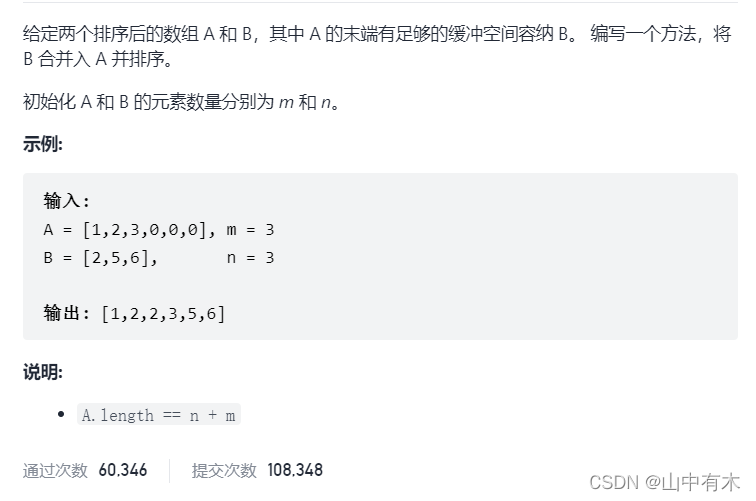 给定两个排序后的数组 A 和 B，其中 A 的末端有足够的缓冲空间容纳 B。 编写一个方法，将
B 合并入 A 并排序。
初始化 A 和 B 的元素数量分别为 m 和 n。
示例:
输入:
A = [1,2,3,0,0,0], m = 3
B = [2,5,6],       n = 3
输出: [1,2,2,3,5,6]
说明:
• A.length == n + m
通过次数 60,346 提交次数 108,348
CSDN @山中有木